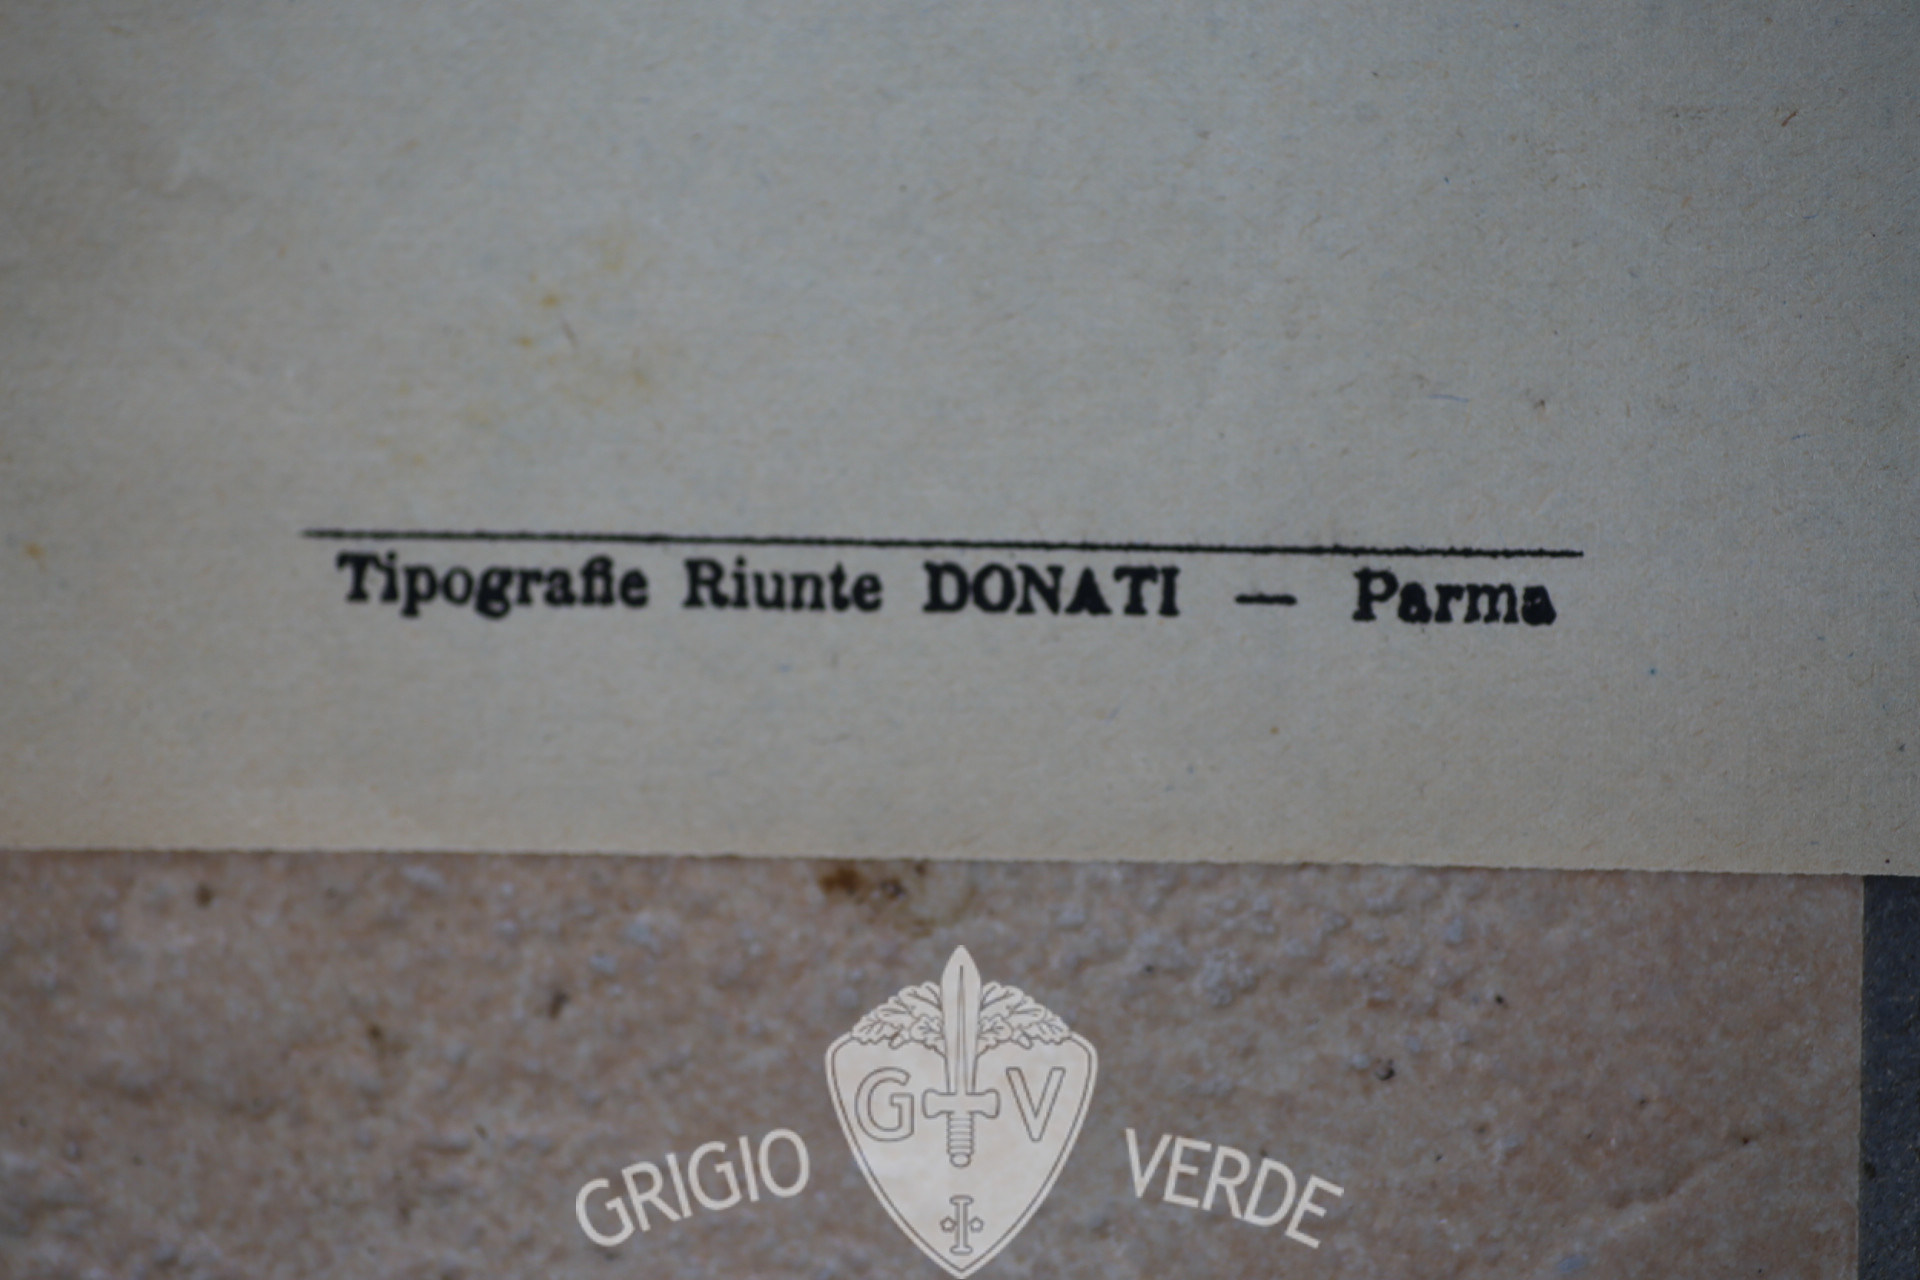 Tipografie Riunte DONATI — Parma
G V
GRIGIO VERDE
I